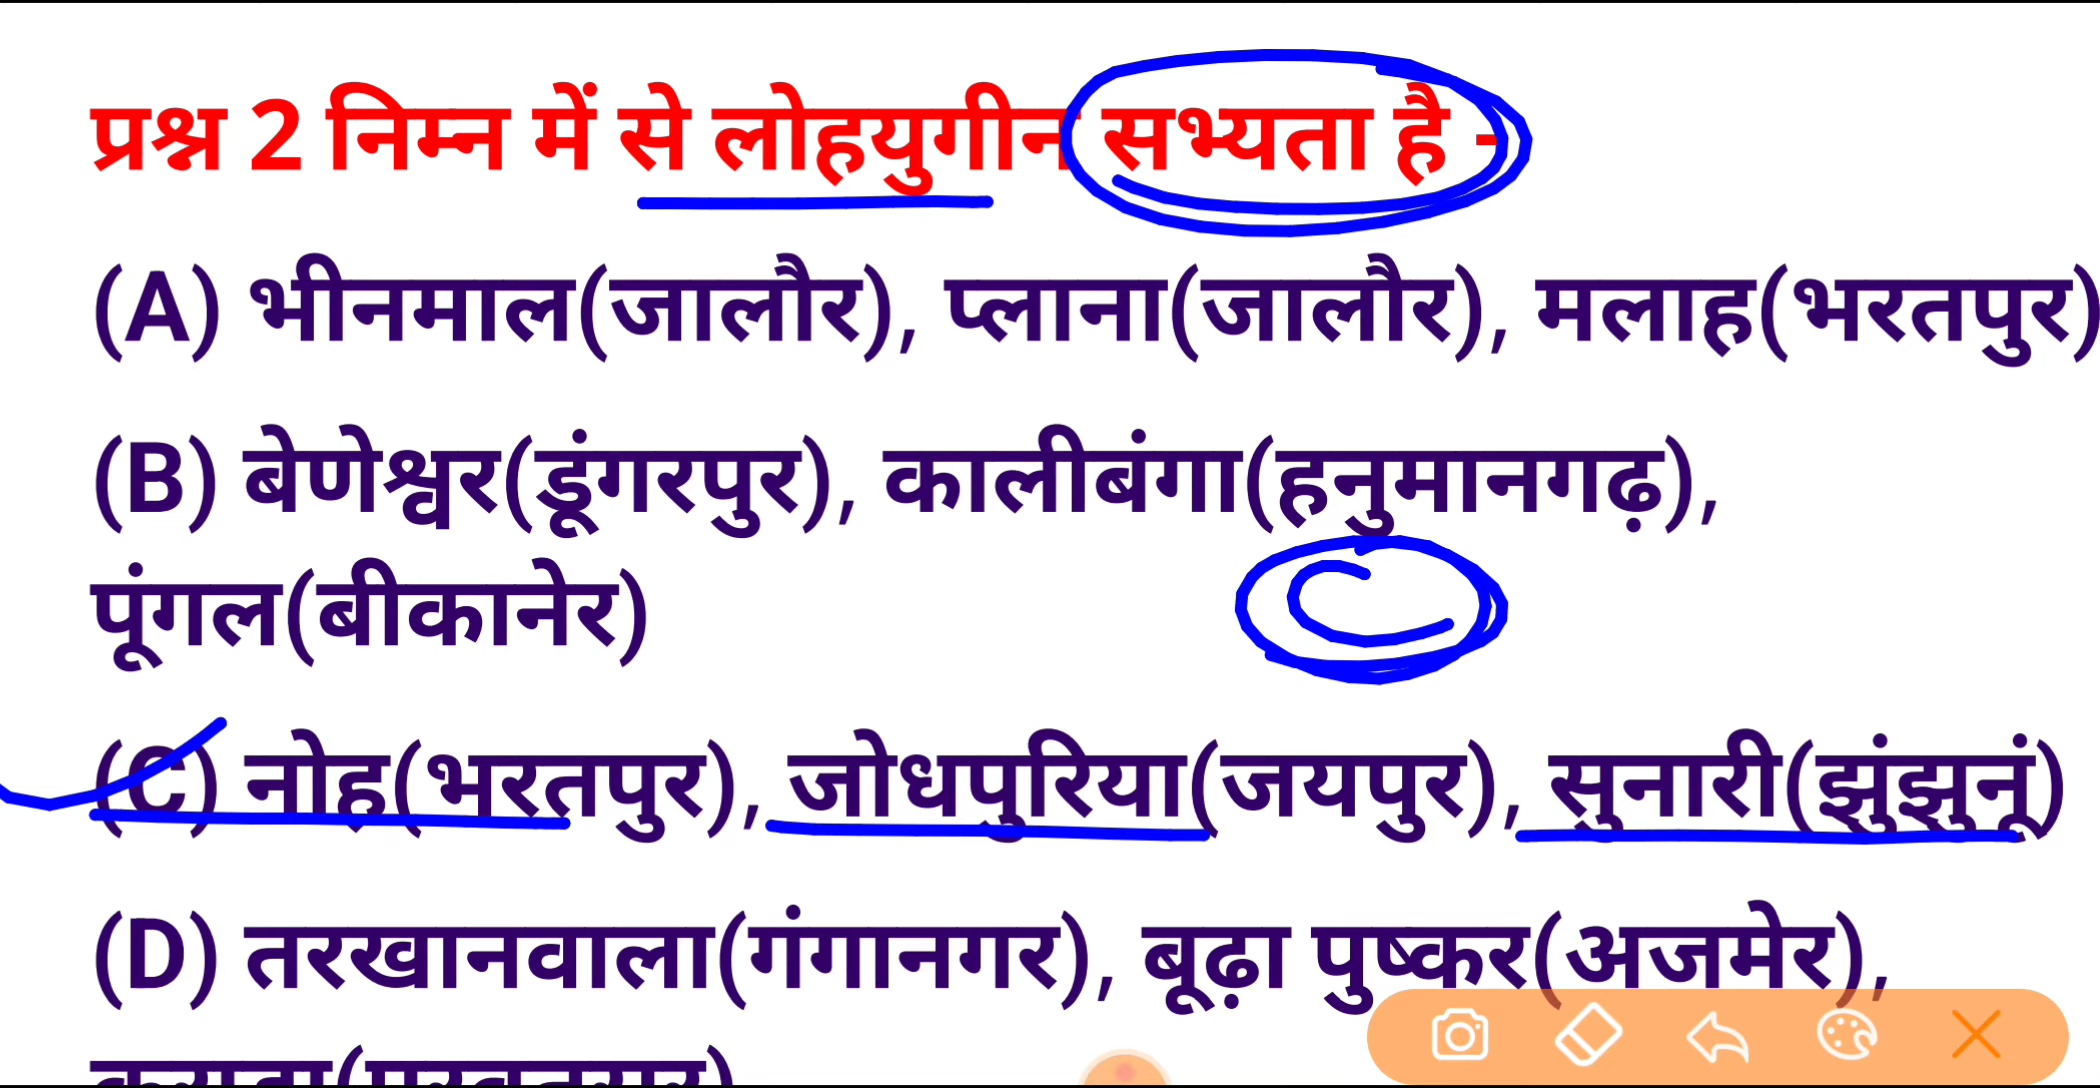 प्रश्न 2 निम्न में से लोहयुगीन सभ्यता है -
(A) भीनमाल(जालौर), प्लाना(जालौर), मलाह(भरतपुर)
(B) बेणेश्वर(डूंगरपुर), कालीबंगा(हनुमानगढ़),
पूंगल(बीकानेर)
C
(C) नोह(भरतपुर), जोधपुरिया(जयपुर), सुनारी(झुंझुनूं)
(D) तरखानवाला(गंगानगर), बूढ़ा पुष्कर(अजमेर),